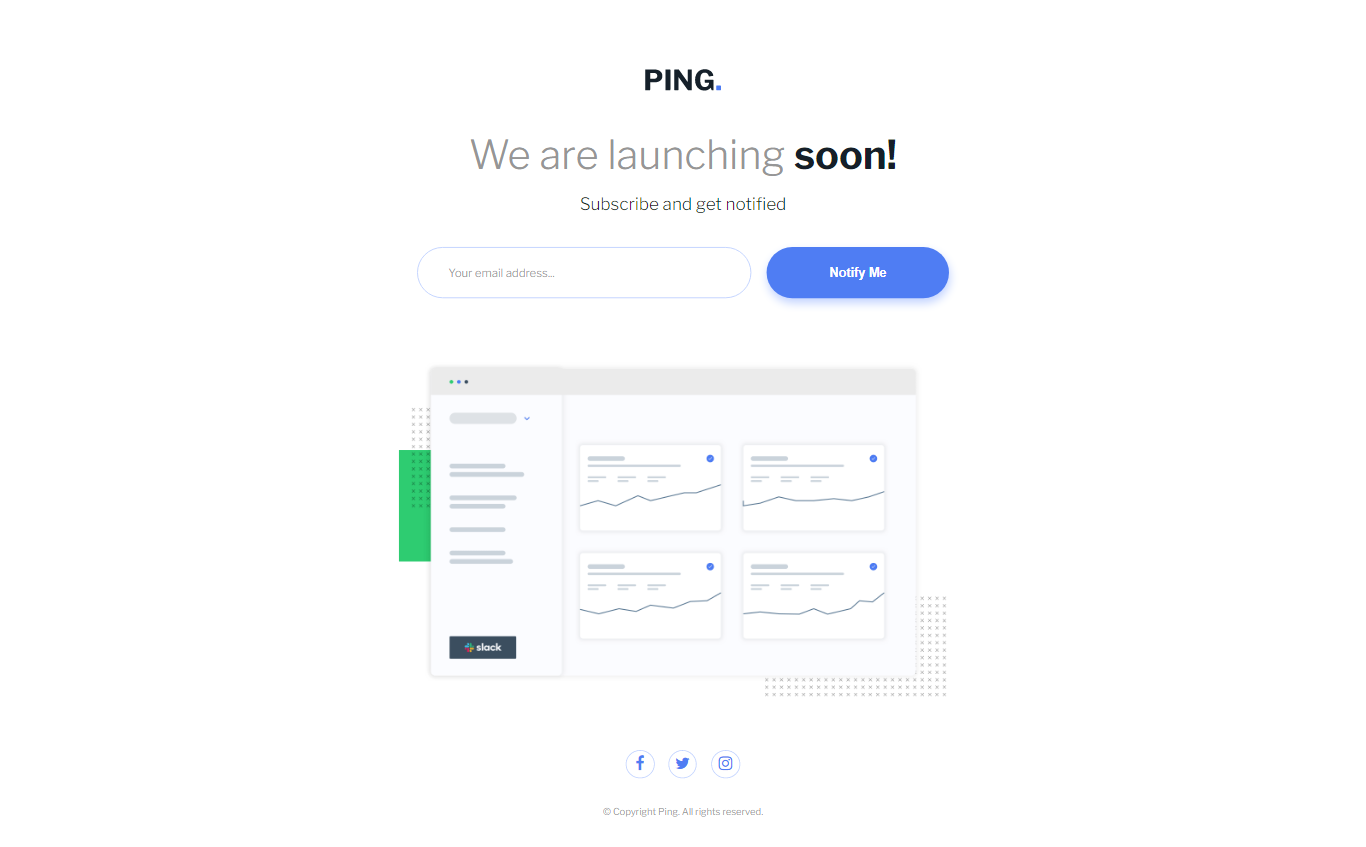 PING.
We are launching soon!
Subscribe and get notified
Your email address...
Notify Me
slack
© Copyright Ping. All rights reserved.